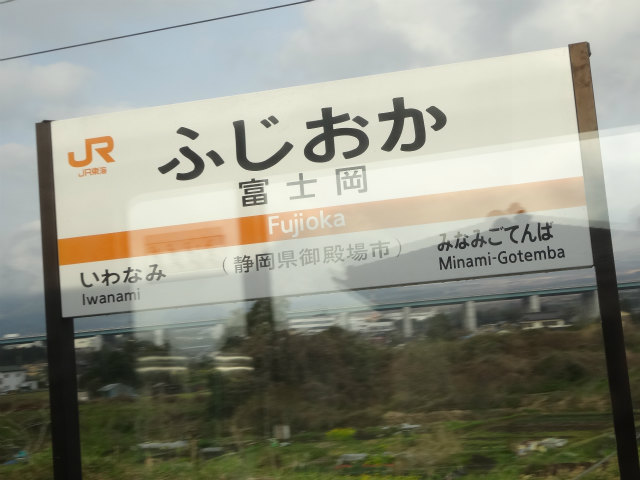 JR
JR東海
ふじおか
富士岡
Fujioka
(静岡県御殿場市)
いわなみ
Iwanami
みなみごてんば
Minami-Gotemba